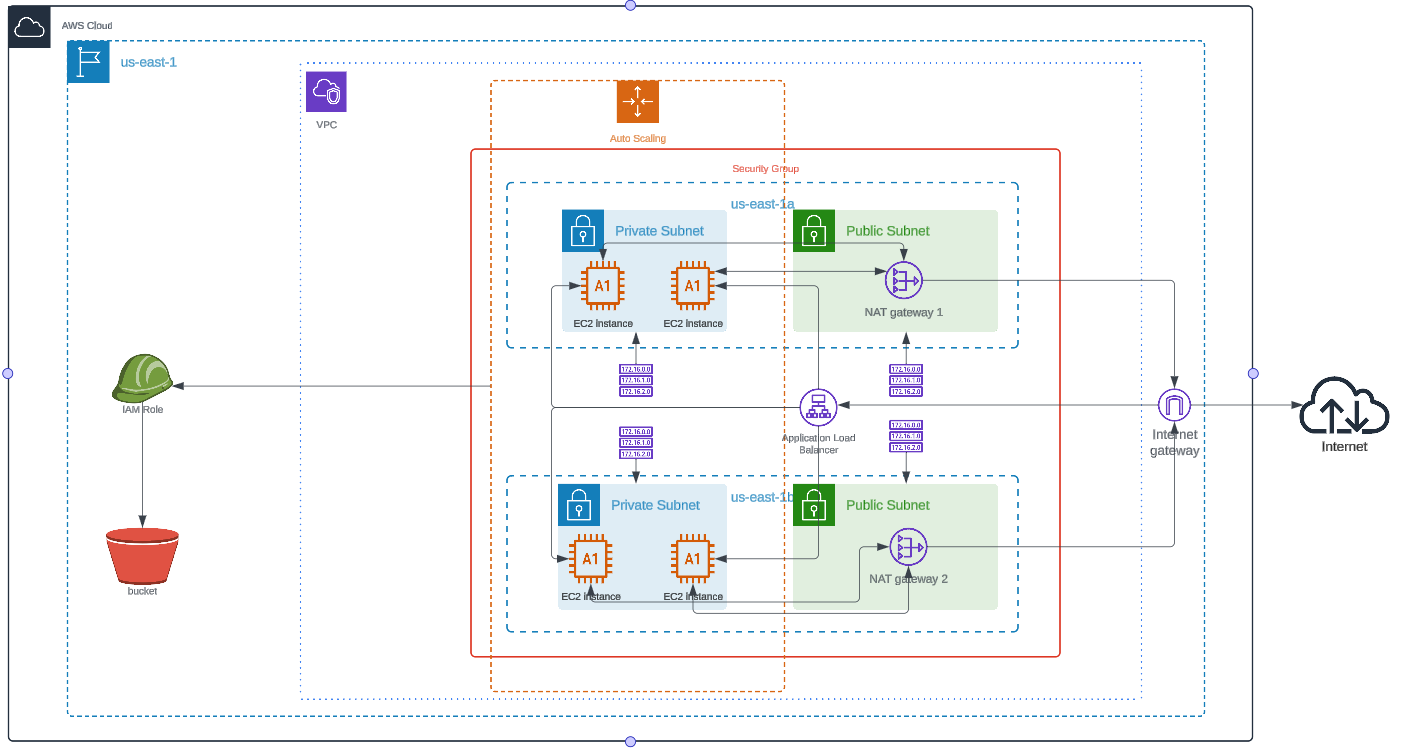 AWS Cloud
us-east-1
VPC
Auto Scaling
Security Group
us-east-1a
Private Subnet
Public Subnet
A1
A1
EC2 instance
EC2 instance
NAT gateway 1
172.16.0.0
172.16.1.0
172.16.2.0
172.16.0.0
172.16.1.0
172.16.2.0
IAM Role
Application Load
Balancer
Internet
gateway
Internet
172.16.0.0
172.16.1.0
172.16.2.0
172.16.0.0
172.16.1.0
172.16.2.0
us-east-1b
Private Subnet
Public Subnet
A1
A1
EC2 instance
EC2 instance
NAT gateway 2
bucket